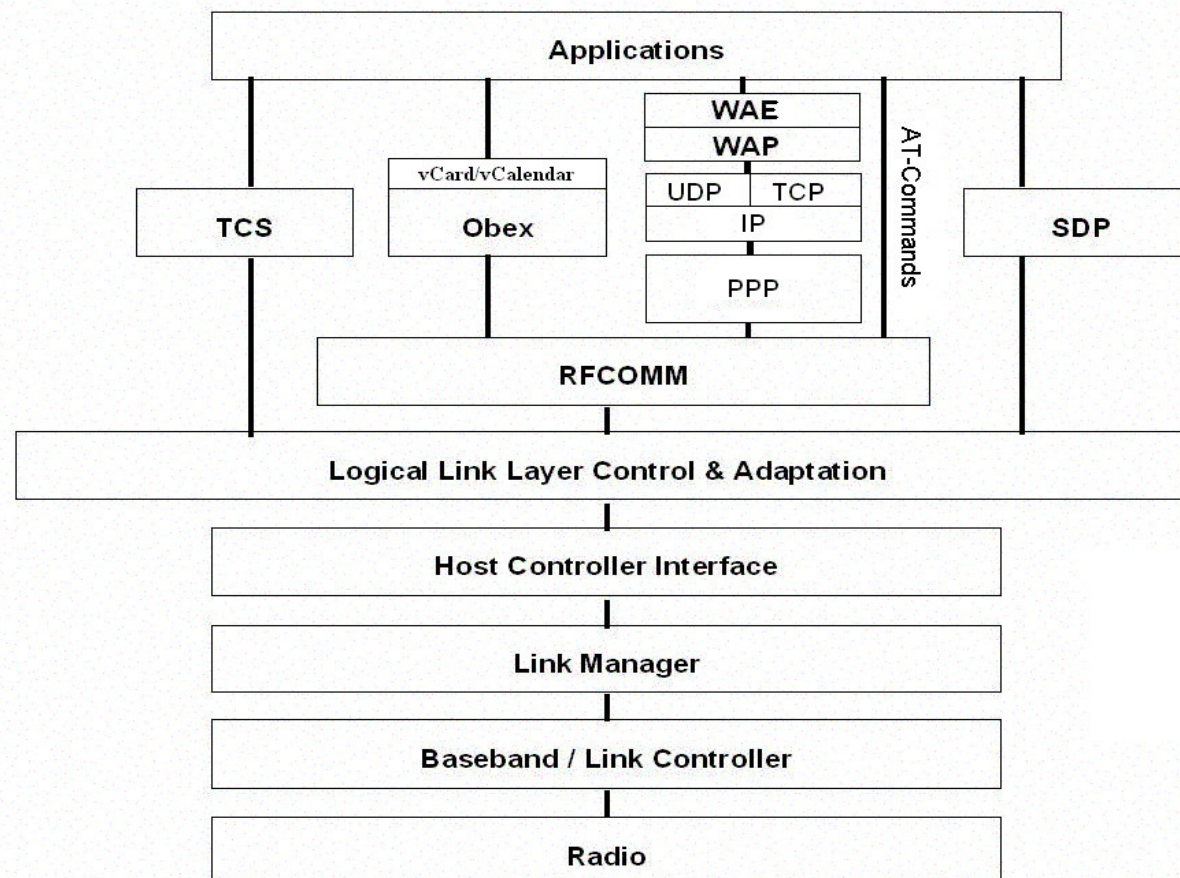 Applications
WAE
WAP
AT-Commands
vCard/vCalendar
UDP TCP
TCS
Obex
IP
SDP
PPP
RFCOMM
Logical Link Layer Control & Adaptation
Host Controller Interface
Link Manager
Baseband / Link Controller
Radio